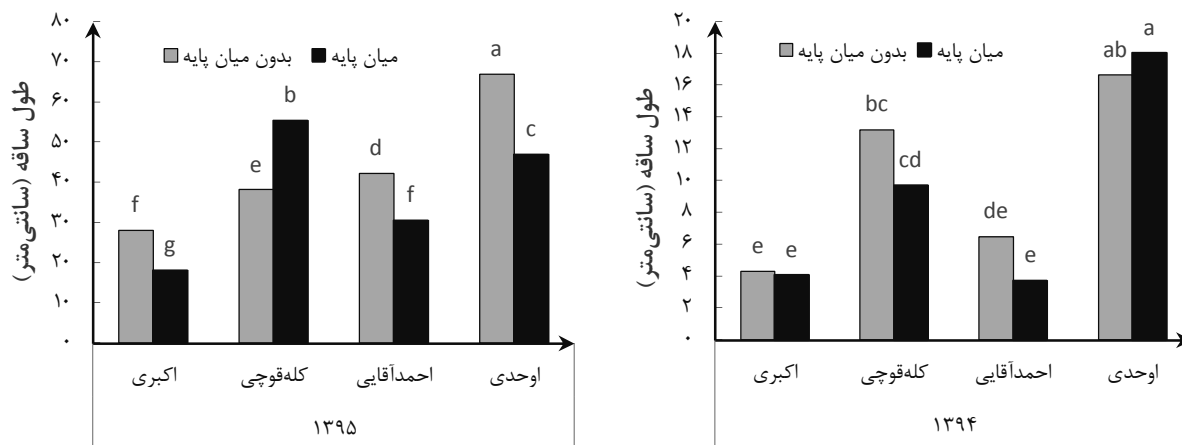 ۸۰
۷۰
۶۰
۵۰
۴۰
۳۰
۲۰
۱۰
۰
طول ساقه (سانتی‌متر)
بدون میان پایه
میان پایه
f
g
e
b
d
f
a
c
اکبری
کله‌قوچی
احمدآقایی
اوحدی
۱۳۹۵
۲۰
۱۸
۱۶
۱۴
۱۲
۱۰
۸
۶
۴
۲
۰
طول ساقه (سانتی‌متر)
بدون میان پایه
میان پایه
e
e
bc
cd
de
e
ab
a
اکبری
کله‌قوچی
احمدآقایی
اوحدی
۱۳۹۴